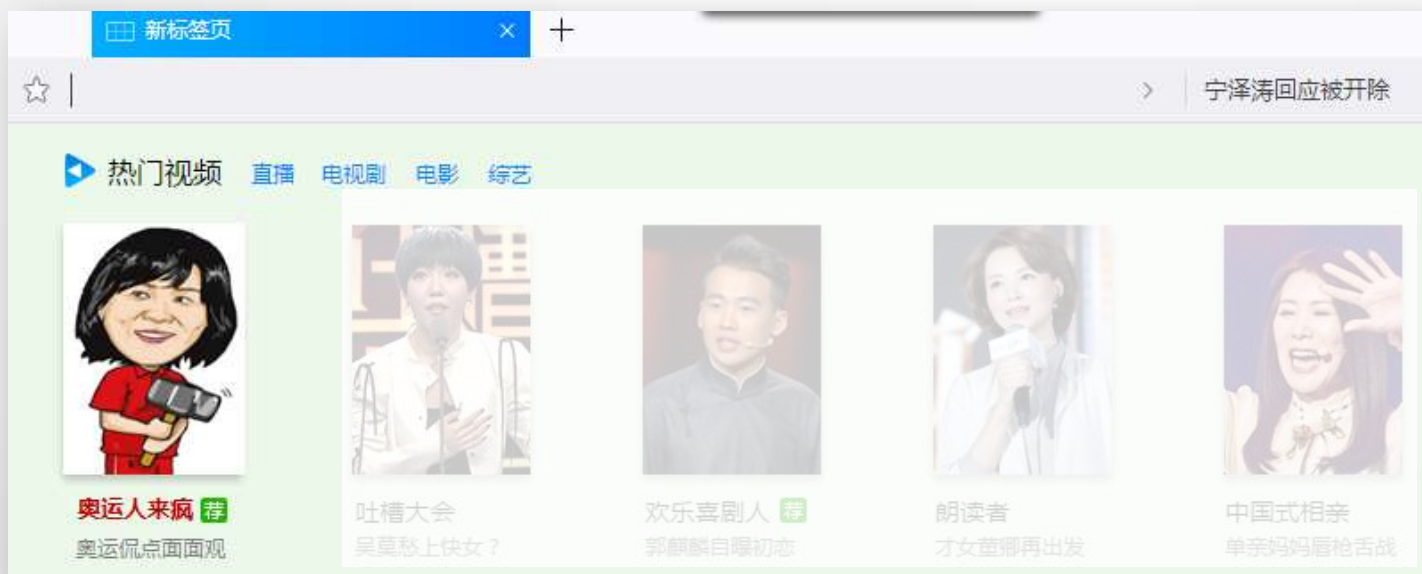 新标签页
宁泽涛回应被开除
热门视频 直播 电视剧 电影 综艺
奥运人来疯 荐
奥运侃点面面观
吐槽大会
吴莫愁上快女？
欢乐喜剧人 荐
郭麒麟自曝初恋
朗读者
才女董卿再出发
中国式相亲
单亲妈妈唇枪舌战